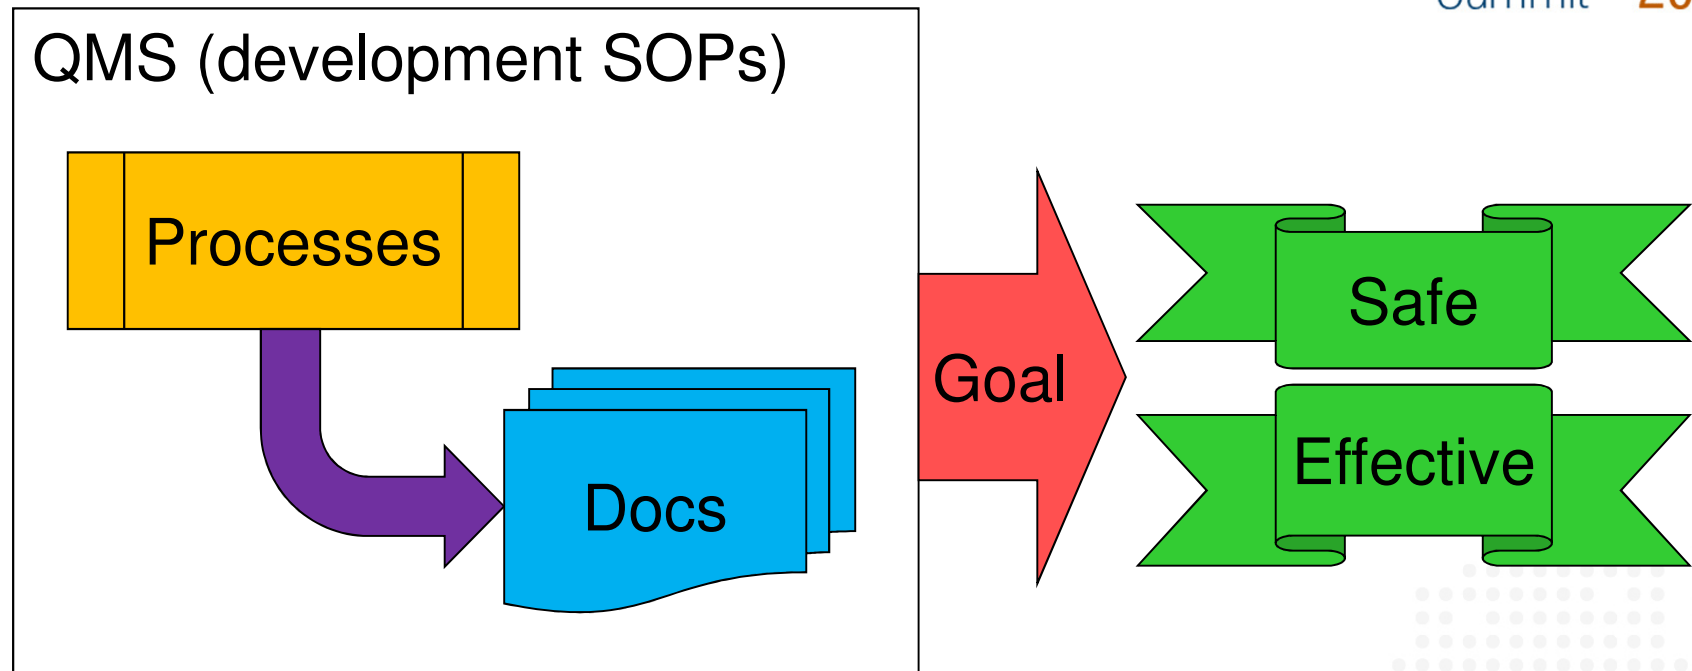 QMS (development SOPs)
Processes
Docs
Goal
Safe
Effective